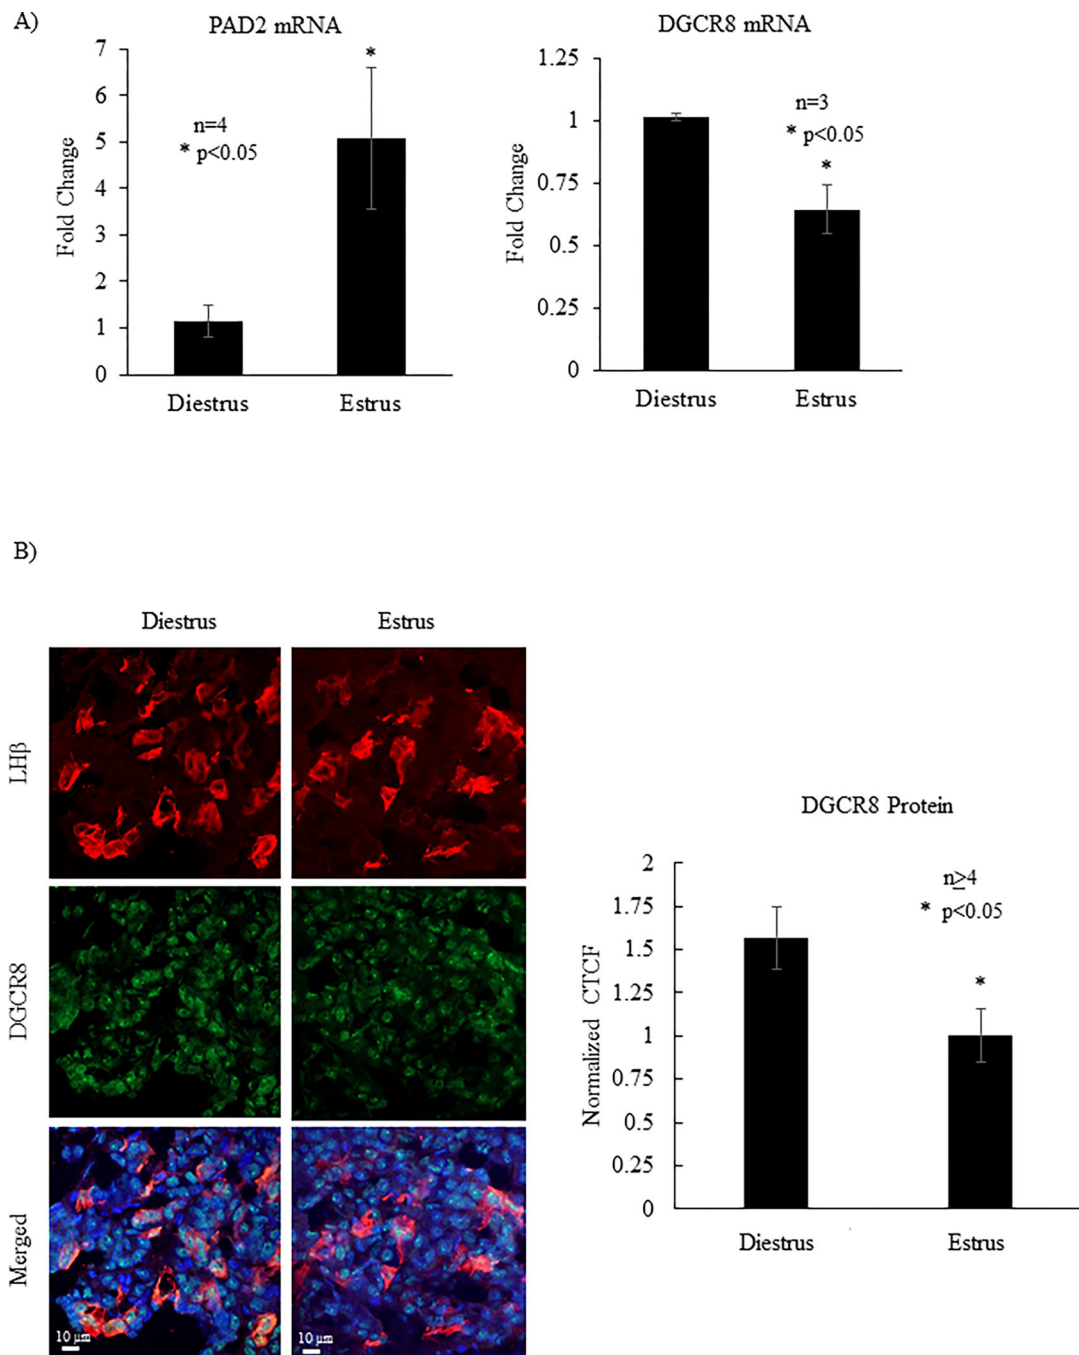 A)
PAD2 mRNA
7
6
5
4
3
2
1
0
Fold Change
n=4
* p<0.05
*
Diestrus
Estrus
DGCR8 mRNA
1.25
1
0.75
0.5
0.25
0
Fold Change
n=3
* p<0.05
*
Diestrus
Estrus
B)
Diestrus
Estrus
LHβ
DGCR8
Merged
10 µm
10 µm
DGCR8 Protein
2
1.75
1.5
1.25
1
0.75
0.5
0.25
0
Normalized CTCF
n≥4
* p<0.05
*
Diestrus
Estrus